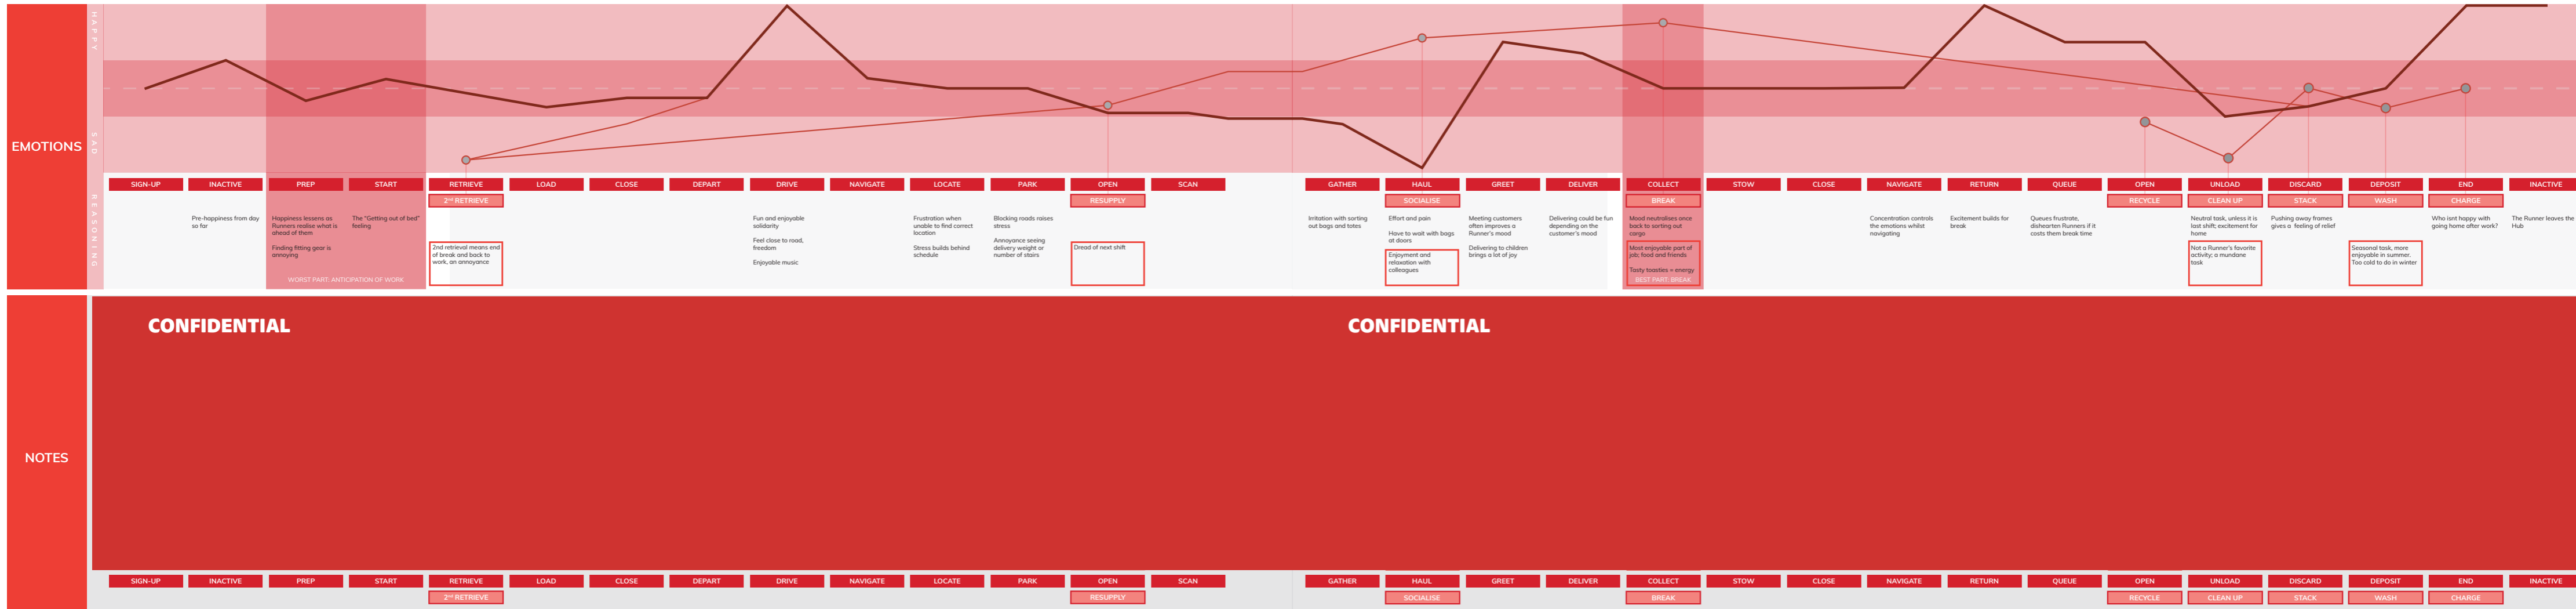 HAPPY
SAD
EMOTIONS
REASONING
SIGN-UP
INACTIVE
PREP
START
RETRIEVE
LOAD
CLOSE
DEPART
DRIVE
NAVIGATE
LOCATE
PARK
OPEN
SCAN
GATHER
HAUL
GREET
DELIVER
COLLECT
STOW
CLOSE
NAVIGATE
RETURN
QUEUE
OPEN
UNLOAD
DISCARD
DEPOSIT
END
INACTIVE
2nd RETRIEVE
RESUPPLY
SOCIALISE
BREAK
RECYCLE
CLEAN UP
STACK
WASH
CHARGE
Pre-happiness from day
so far
Happiness lessens as
Runners realise what is
ahead of them
Finding fitting gear is
annoying
The "Getting out of bed"
feeling
WORST PART: ANTICIPATION OF WORK
2nd retrieval means end
of break and back to
work, an annoyance
Fun and enjoyable
solidarity
Feel close to road,
freedom
Enjoyable music
Frustration when
unable to find correct
location
Stress builds behind
schedule
Blocking roads raises
stress
Annoyance seeing
delivery weight or
number of stairs
Dread of next shift
Irritation with sorting
out bags and totes
Effort and pain
Have to wait with bags
at doors
Enjoyment and
relaxation with
colleagues
Meeting customers
often improves a
Runner's mood
Delivering to children
brings a lot of joy
Delivering could be fun
depending on the
customer's mood
Mood neutralises once
back to sorting out
cargo
Most enjoyable part of
job; food and friends
Tasty toasties = energy
BEST PART: BREAK
Concentration controls
the emotions whilst
navigating
Excitement builds for
break
Queues frustrate,
dishearten Runners if it
costs them break time
Neutral task, unless it is
last shift; excitement for
home
Not a Runner's favorite
activity; a mundane
task
Pushing away frames
gives a feeling of relief
Seasonal task, more
enjoyable in summer.
Too cold to do in winter
Who isnt happy with
going home after work?
The Runner leaves the
Hub
NOTES
CONFIDENTIAL
CONFIDENTIAL
SIGN-UP
INACTIVE
PREP
START
RETRIEVE
LOAD
CLOSE
DEPART
DRIVE
NAVIGATE
LOCATE
PARK
OPEN
SCAN
GATHER
HAUL
GREET
DELIVER
COLLECT
STOW
CLOSE
NAVIGATE
RETURN
QUEUE
OPEN
UNLOAD
DISCARD
DEPOSIT
END
INACTIVE
2nd RETRIEVE
RESUPPLY
SOCIALISE
BREAK
RECYCLE
CLEAN UP
STACK
WASH
CHARGE